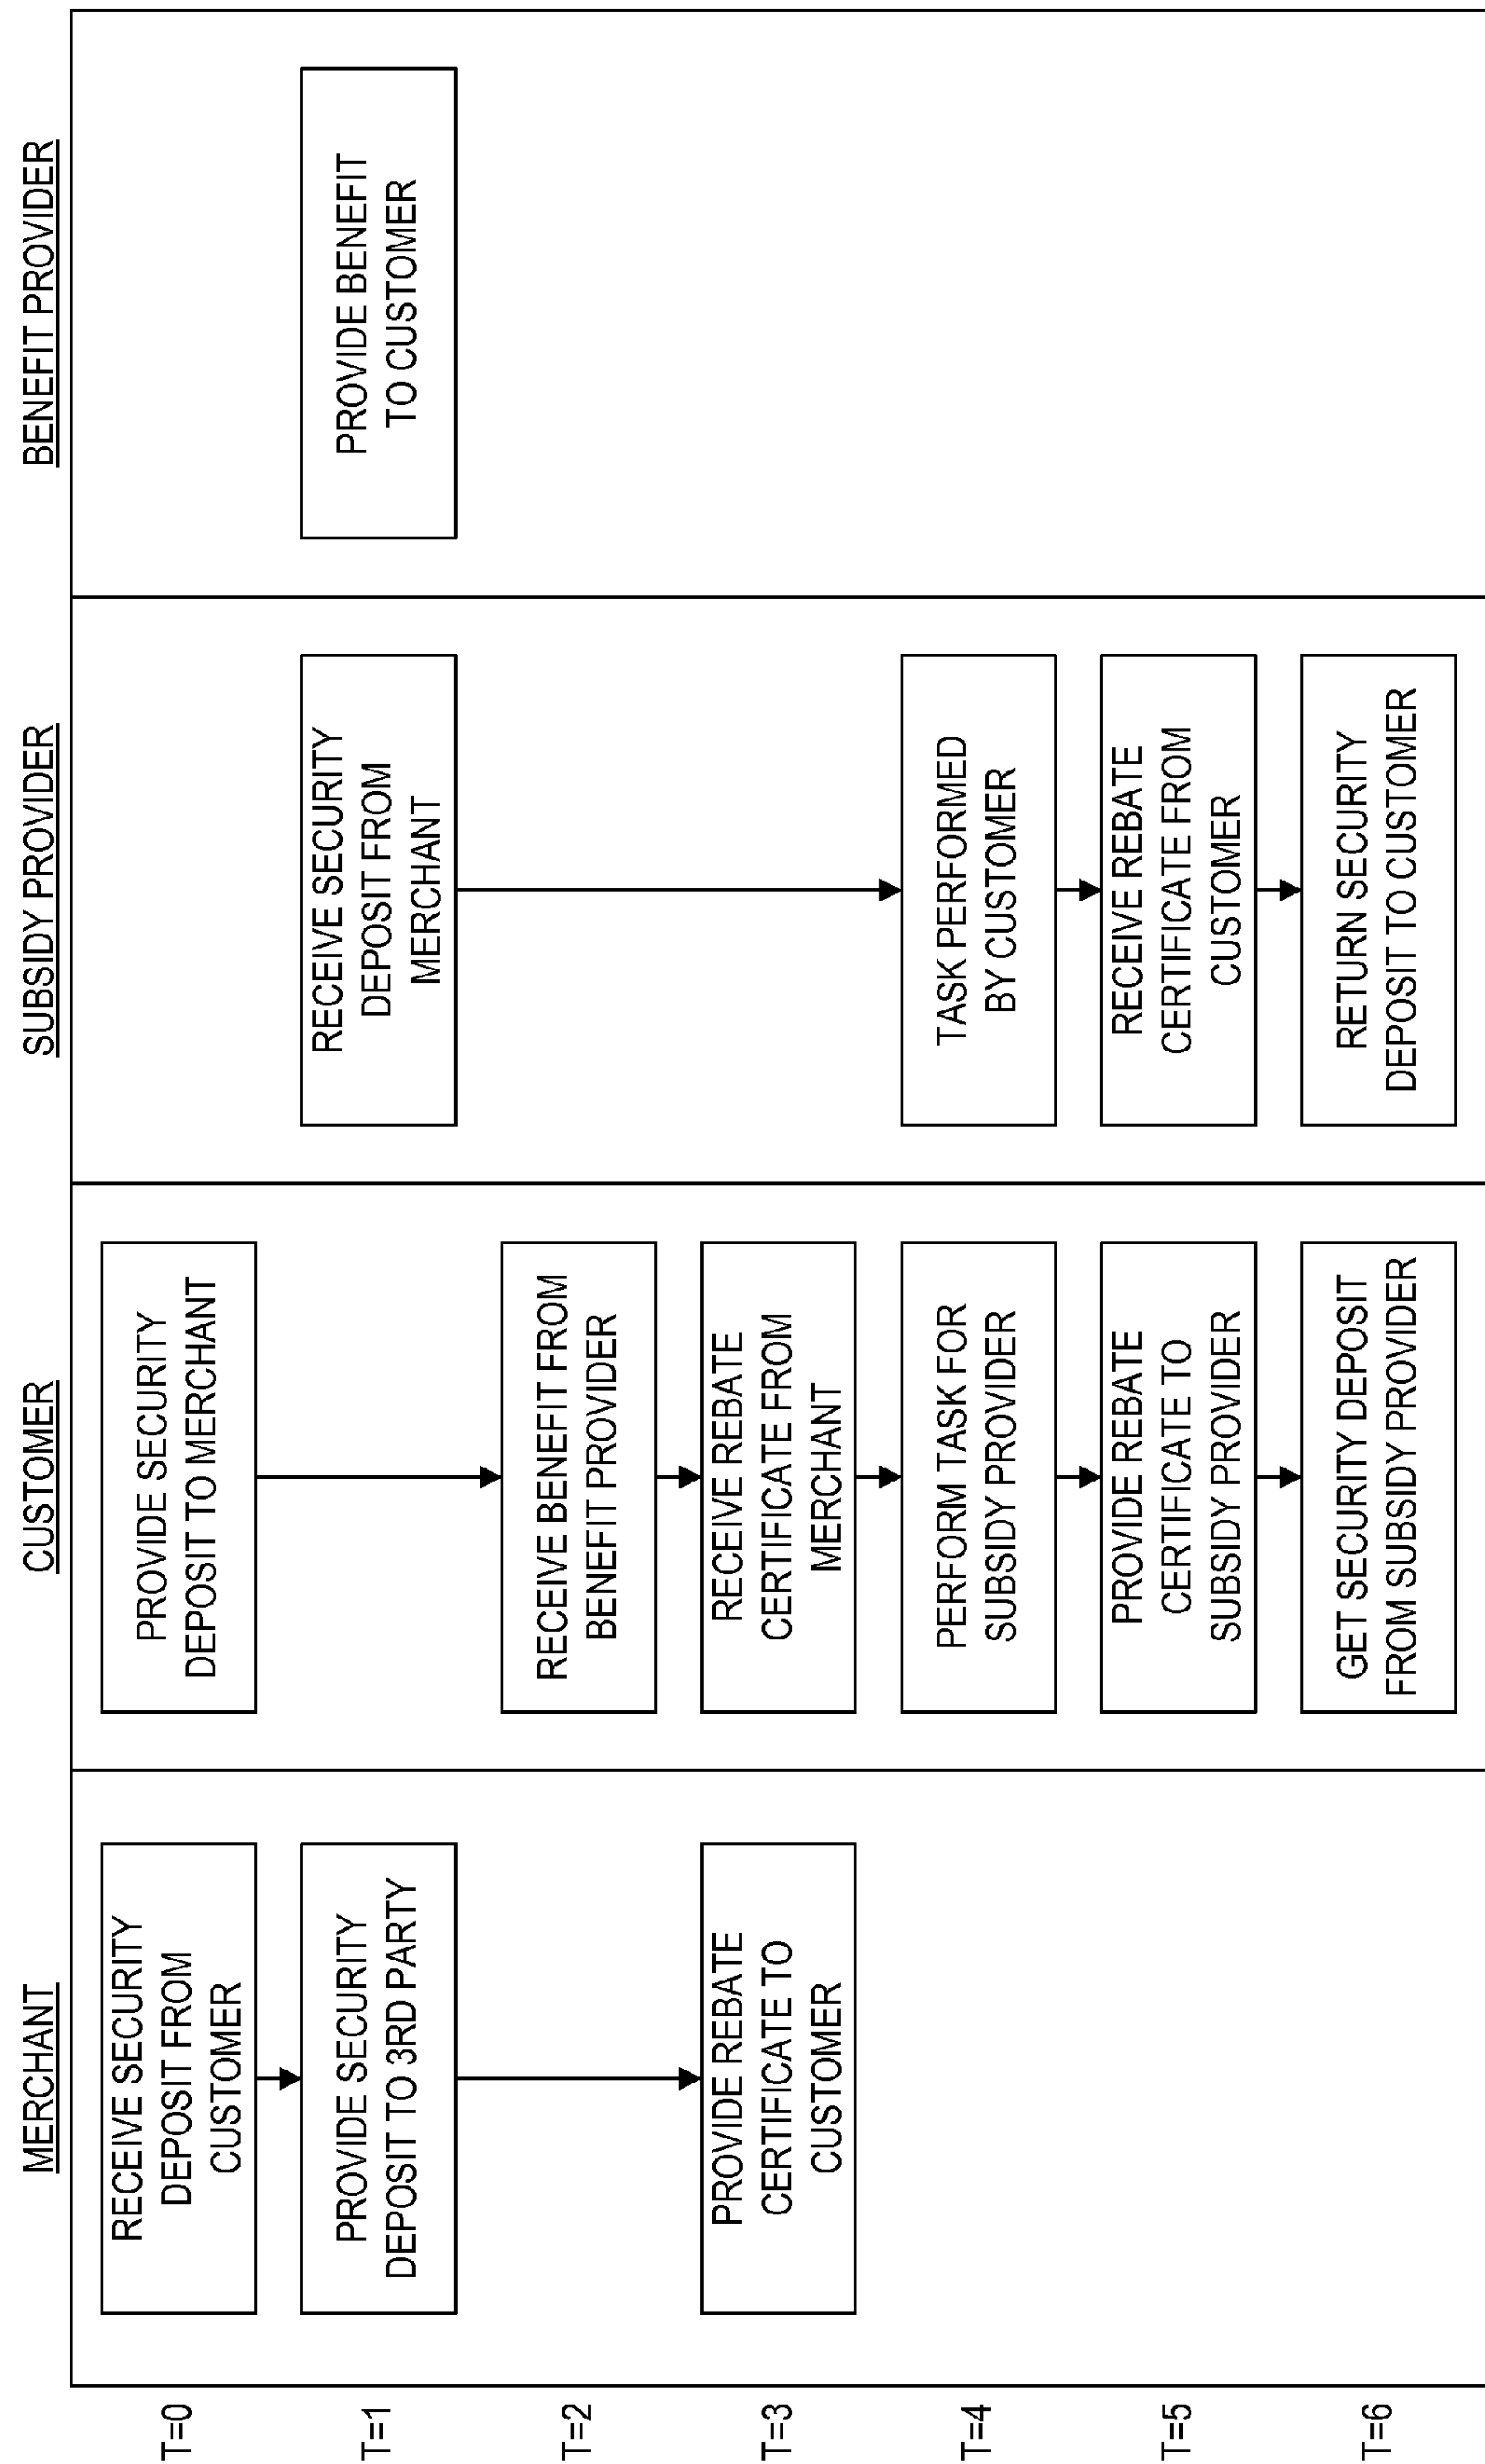 MERCHANT
CUSTOMER
SUBSIDY PROVIDER
BENEFIT PROVIDER
T=0
RECEIVE SECURITY
DEPOSIT FROM
CUSTOMER
PROVIDE SECURITY
DEPOSIT TO MERCHANT
T=1
PROVIDE SECURITY
DEPOSIT TO 3RD PARTY
RECEIVE SECURITY
DEPOSIT FROM
MERCHANT
PROVIDE BENEFIT
TO CUSTOMER
T=2
RECEIVE BENEFIT FROM
BENEFIT PROVIDER
T=3
PROVIDE REBATE
CERTIFICATE TO
CUSTOMER
RECEIVE REBATE
CERTIFICATE FROM
MERCHANT
T=4
PERFORM TASK FOR
SUBSIDY PROVIDER
TASK PERFORMED
BY CUSTOMER
T=5
PROVIDE REBATE
CERTIFICATE TO
SUBSIDY PROVIDER
RECEIVE REBATE
CERTIFICATE FROM
CUSTOMER
T=6
GET SECURITY DEPOSIT
FROM SUBSIDY PROVIDER
RETURN SECURITY
DEPOSIT TO CUSTOMER